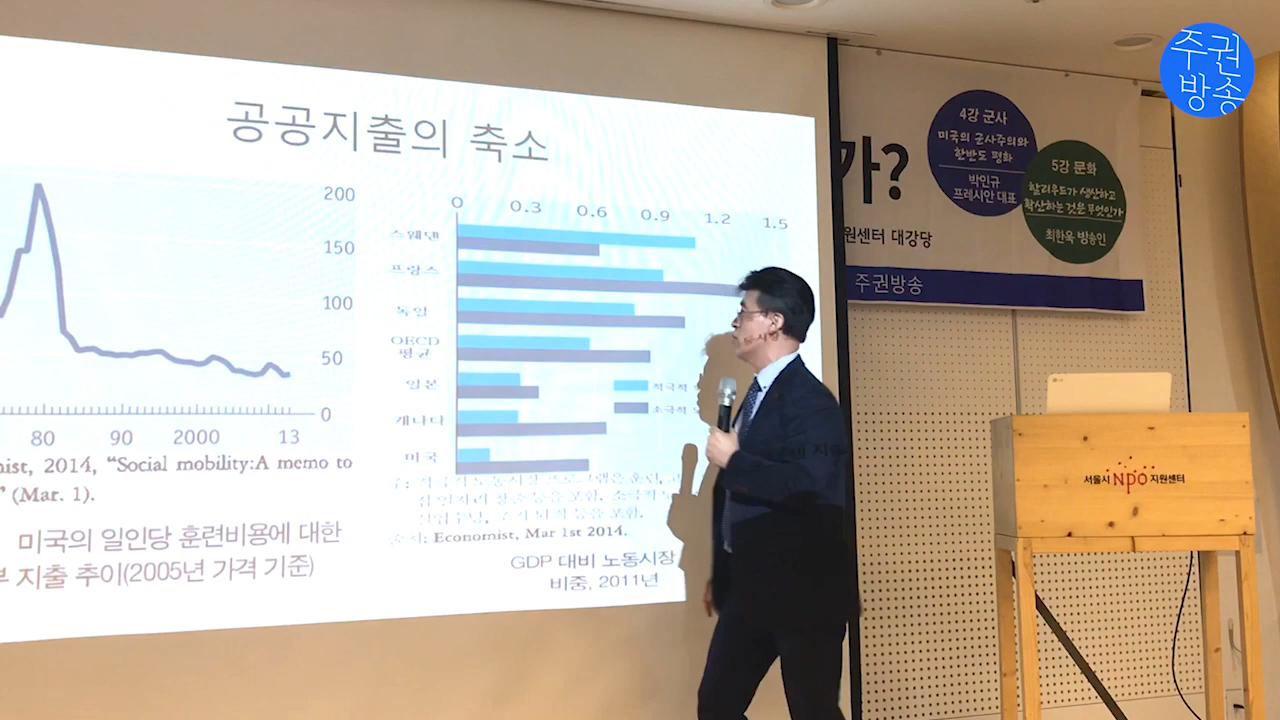 주권
방송
공공지출의 축소
200
150
100
50
0
80 90 2000 13
nist, 2014, “Social mobility:A memo to
” (Mar. 1).
미국의 일인당 훈련비용에 대한
부 지출 추이(2005년 가격 기준)
0 0.3 0.6 0.9 1.2 1.5
스웨덴
프랑스
독일
OECD
평균
일본
캐나다
미국
적극적
소극적
출처: Economist, Mar 1st 2014.
GDP 대비 노동시장
비중, 2011년
가?
4강 군사
미국의 군사주의와
한반도 평화
박인규
프레시안 대표
5강 문화
할리우드가 생산하고
확산하는 것은 무엇인가
최한욱 방송인
원센터 대강당
주권방송
서울시 npo 지원센터